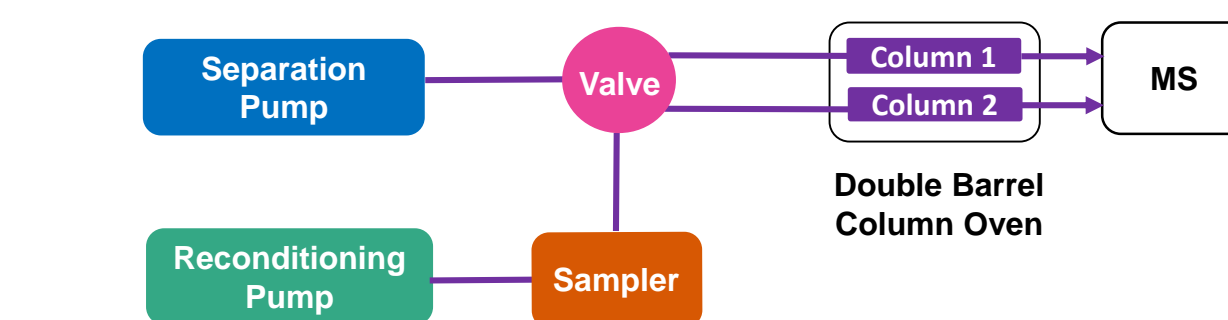 Separation
Pump
Valve
Column 1
Column 2
MS
Double Barrel
Column Oven
Reconditioning
Pump
Sampler